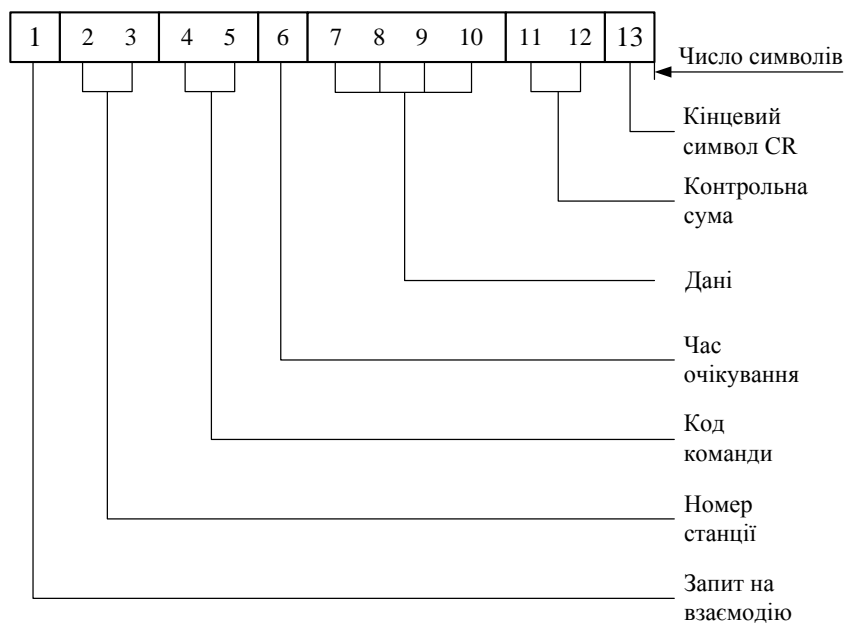 1 2 3 4 5 6 7 8 9 10 11 12 13
Число символів
Кінцевий
символ CR
Контрольна
сума
Дані
Час
очікування
Код
команди
Номер
станції
Запит на
взаємодію